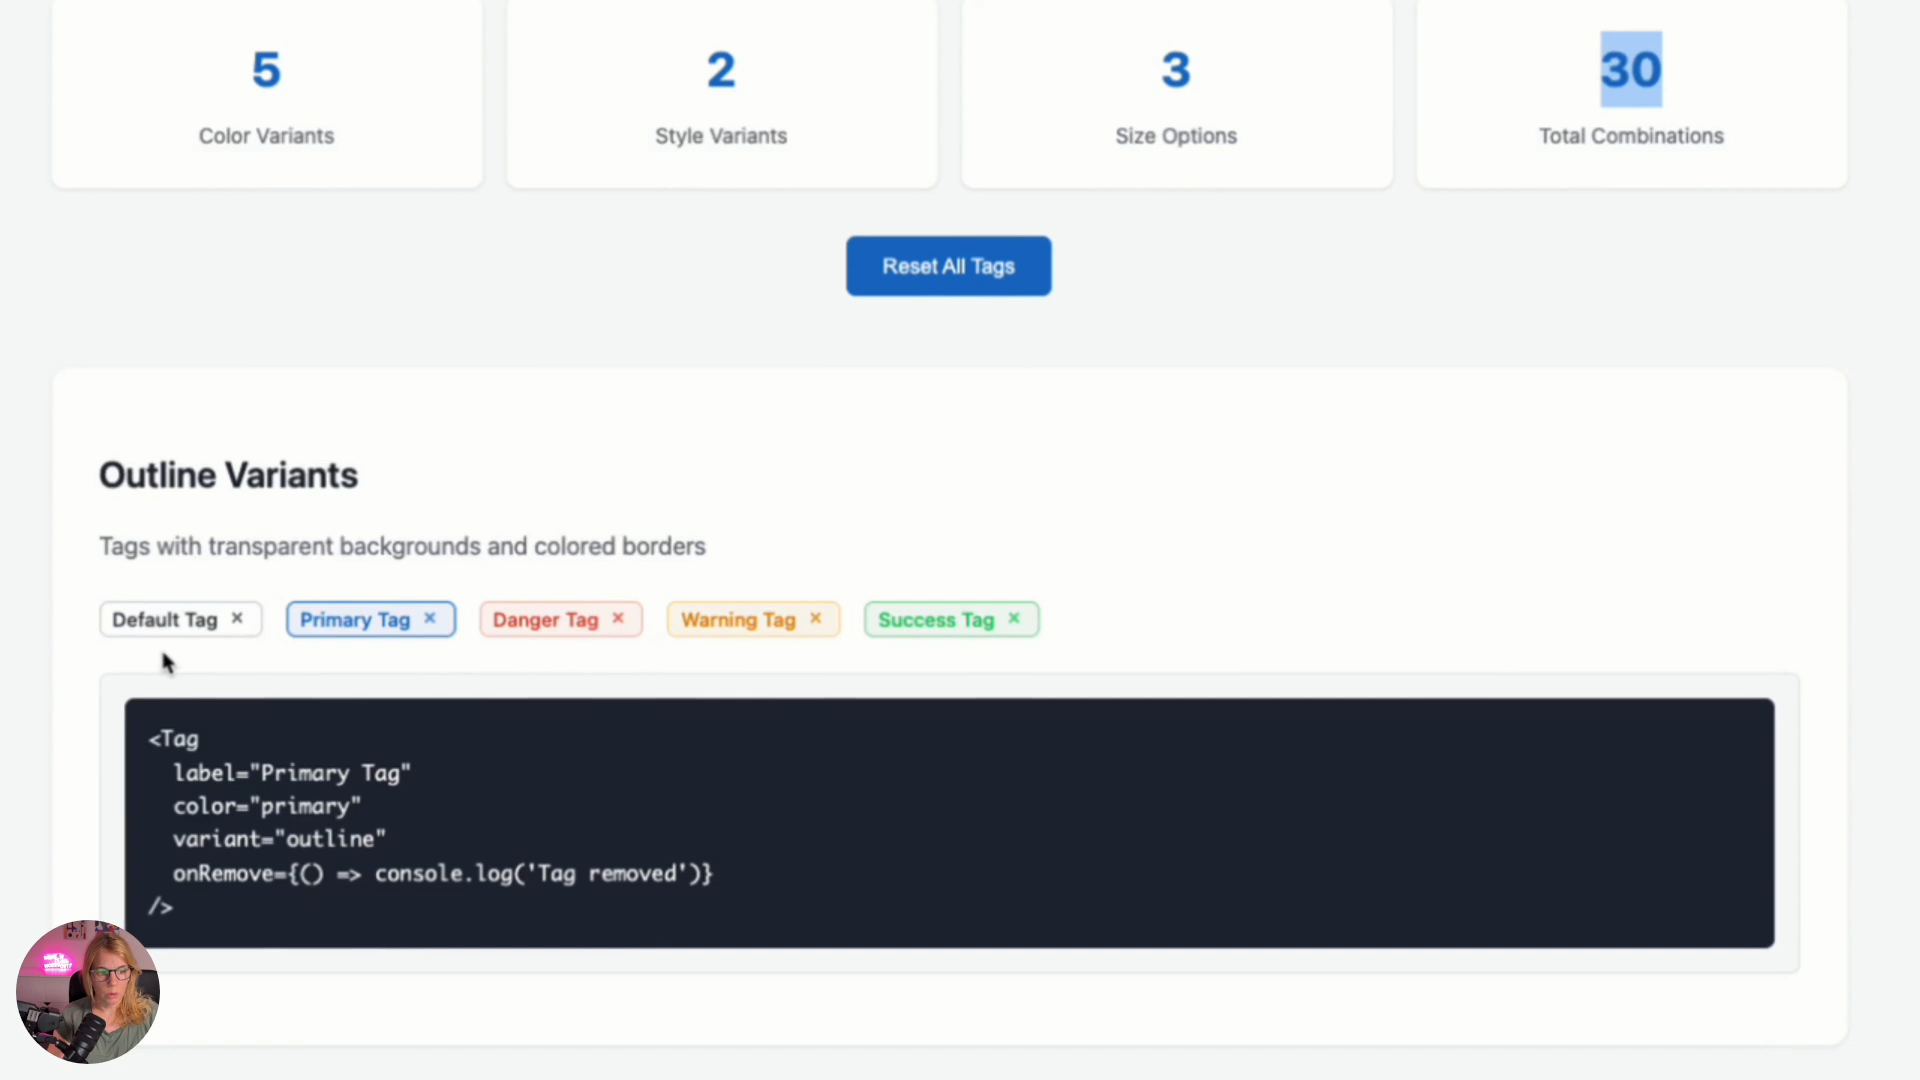 5
2
3
30
Color Variants
Style Variants
Size Options
Total Combinations
Reset All Tags
Outline Variants
Tags with transparent backgrounds and colored borders
Default Tag ×
Primary Tag ×
Danger Tag ×
Warning Tag ×
Success Tag ×
<Tag
  label="Primary Tag"
  color="primary"
  variant="outline"
  onRemove={() => console.log('Tag removed')}
/>